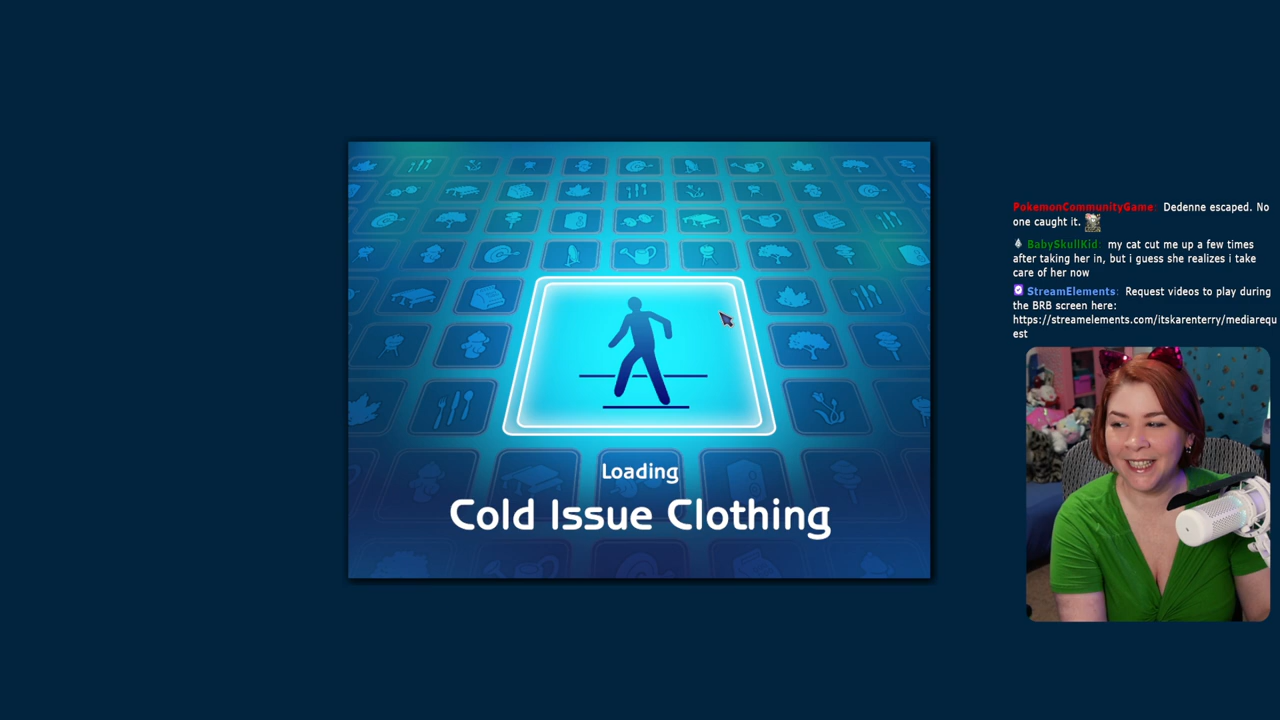 Loading
Cold Issue Clothing
PokemonCommunityGame: Dedenne escaped. No
one caught it.
BabySkullKid: my cat cut me up a few times
after taking her in, but i guess she realizes i take
care of her now
StreamElements: Request videos to play during
the BRB screen here:
https://streamelements.com/itskarenterry/mediarequ
est